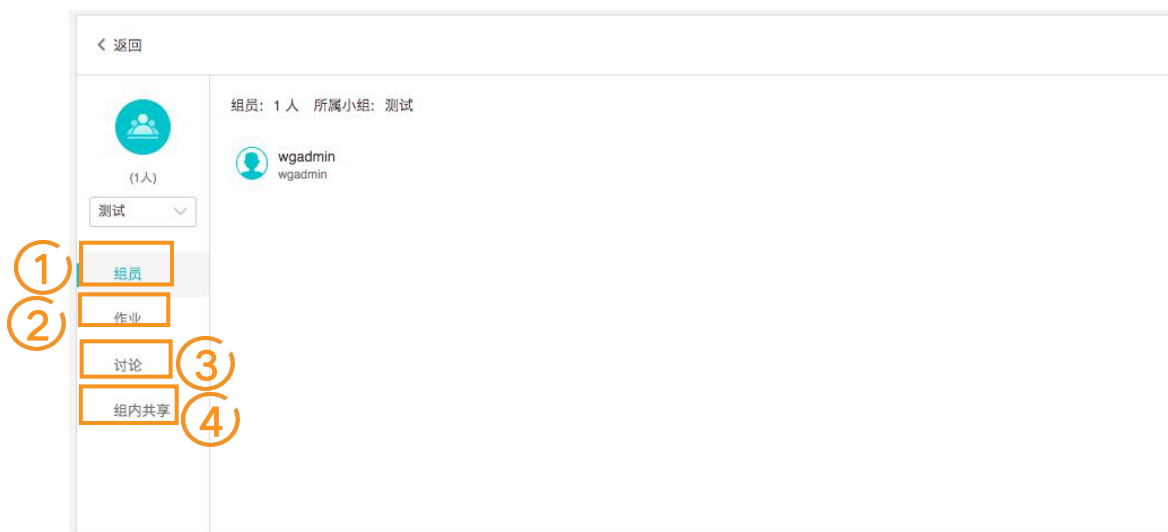 返回
组员: 1 人 所属小组: 测试
wgadmin
wgadmin
(1人)
测试
① 组员
② 作业
讨论 ③
组内共享 ④